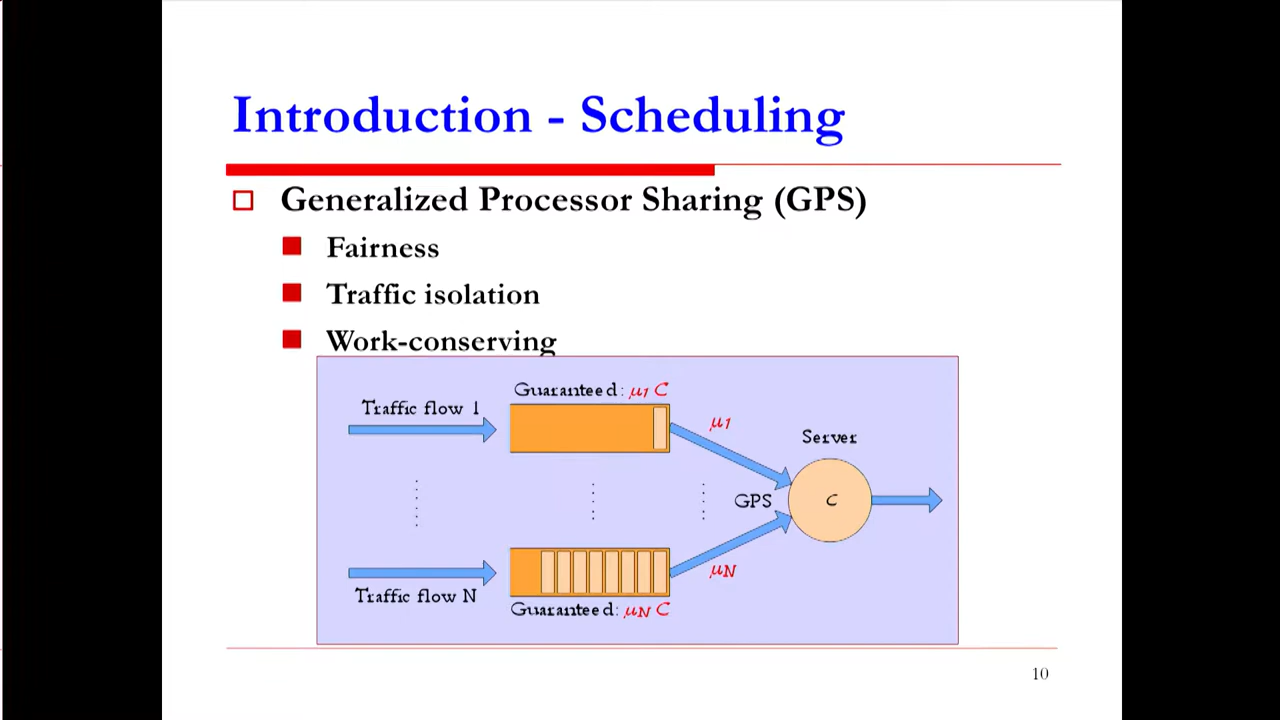 Introduction - Scheduling
Generalized Processor Sharing (GPS)
Fairness
Traffic isolation
Work-conserving
Guaranteed: μ1 C
Traffic flow 1
μ1
Server
GPS
C
μN
Traffic flow N
Guaranteed: μN C
10